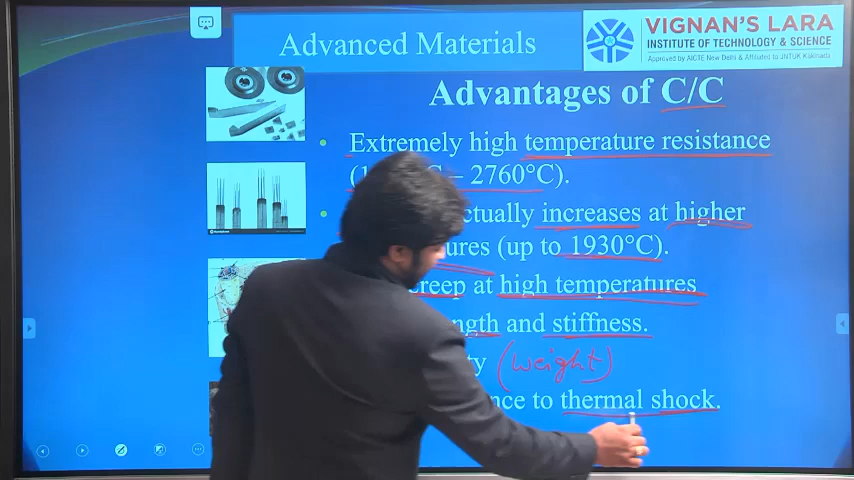 Advanced Materials
VIGNAN'S LARA
INSTITUTE OF TECHNOLOGY & SCIENCE
Approved by AICTE New Delhi & Affiliated to JNTUK Kakinada
Advantages of C/C
• Extremely high temperature resistance
– 2760°C).
• increases at higher
(up to 1930°C).
creep at high temperatures
and stiffness.
(weight)
to thermal shock.